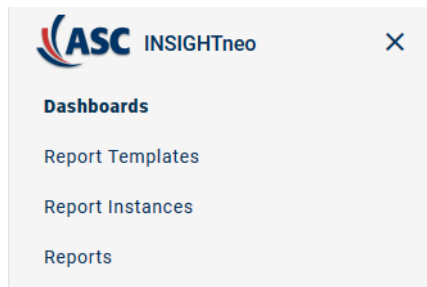 ASC INSIGHTneo
Dashboards
Report Templates
Report Instances
Reports